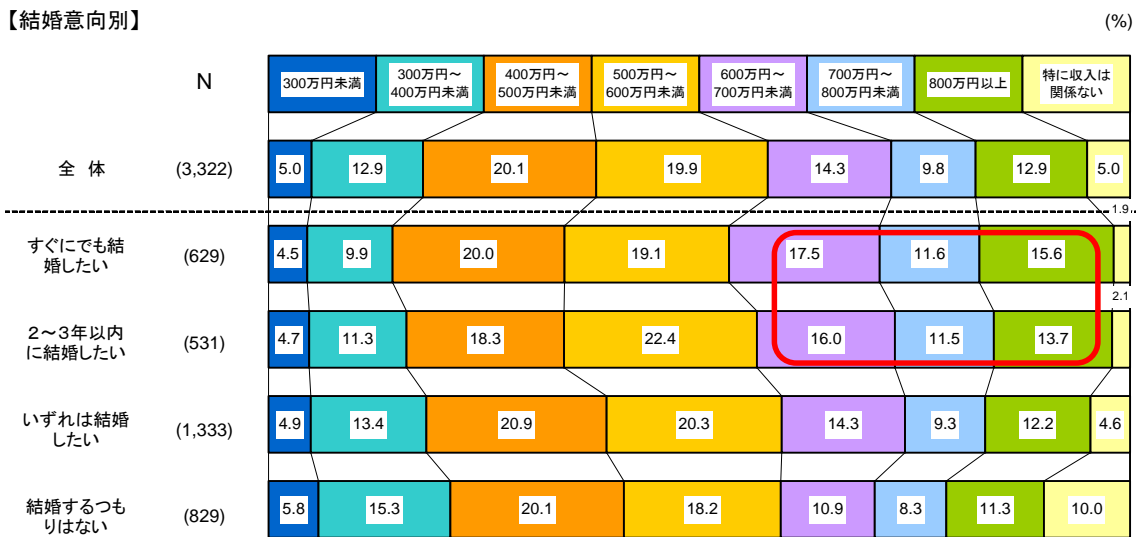 【結婚意向別】
(%)
N
300万円未満
300万円～
400万円未満
400万円～
500万円未満
500万円～
600万円未満
600万円～
700万円未満
700万円～
800万円未満
800万円以上
特に収入は
関係ない
全 体 (3,322) 5.0 12.9 20.1 19.9 14.3 9.8 12.9 5.0
1.9
すぐにでも結
婚したい
(629) 4.5 9.9 20.0 19.1 17.5 11.6 15.6
2.1
２～３年以内
に結婚したい
(531) 4.7 11.3 18.3 22.4 16.0 11.5 13.7
いずれは結婚
したい
(1,333) 4.9 13.4 20.9 20.3 14.3 9.3 12.2 4.6
結婚するつも
りはない
(829) 5.8 15.3 20.1 18.2 10.9 8.3 11.3 10.0